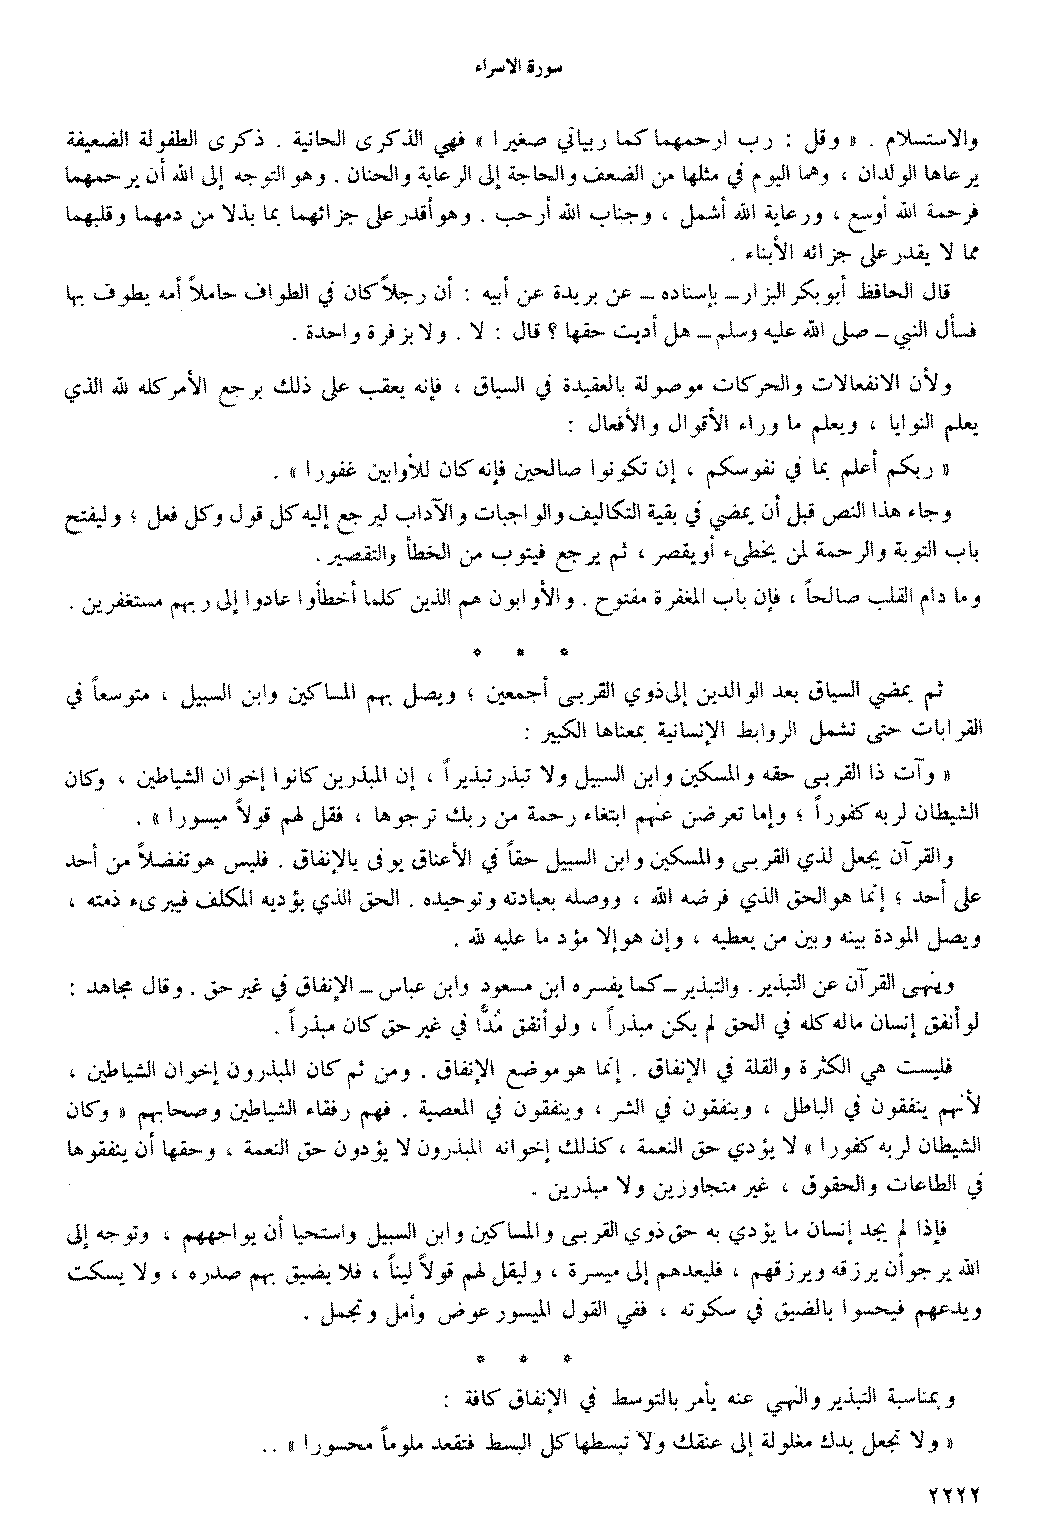 سورة الاسراء
والاستسلام . « وقل : رب ارحمهما كما ربياني صغيرا » فهي الذكرى الحانية . ذكرى الطفولة الضعيفة
يرعاها الولدان ، وهما اليوم في مثلها من الضعف والحاجة إلى الرعاية والحنان . وهو التوجه إلى الله أن يرحمهما
فرحمة الله أوسع ، ورعاية الله أشمل ، وجناب الله أرحب . وهو أقدر على جزائهما بما بذلا من دمهما وقلبهما
مما لا يقدر على جزائه الأبناء .
قال الحافظ أبو بكر البزار – بإسناده – عن بريدة عن أبيه : أن رجلاً كان في الطواف حاملاً أمه يطوف بها
فسأل النبي – صلى الله عليه وسلم – هل أديت حقها ؟ قال : لا . ولا بزفرة واحدة .
ولأن الانفعالات والحركات موصولة بالعقيدة في السياق ، فإنه يعقب على ذلك برجع الأمر كله لله الذي
يعلم النوايا ، ويعلم ما وراء الأقوال والأفعال :
« ربكم أعلم بما في نفوسكم ، إن تكونوا صالحين فإنه كان للأوابين غفورا » .
وجاء هذا النص قبل أن يمضي في بقية التكاليف والواجبات والآداب ليرجع إليه كل قول وكل فعل ؛ وليفتح
باب التوبة والرحمة لمن يخطىء أو يقصر ، ثم يرجع فيتوب من الخطأ والتقصير .
وما دام القلب صالحاً ، فإن باب المغفرة مفتوح . والأوابون هم الذين كلما أخطأوا عادوا إلى ربهم مستغفرين .
* * *
ثم يمضي السياق بعد الوالدين إلى ذوي القربى أجمعين ؛ ويصل بهم المساكين وابن السبيل ، متوسعاً في
القرابات حتى تشمل الروابط الإنسانية بمعناها الكبير :
« وآت ذا القربى حقه والمسكين وابن السبيل ولا تبذر تبذيراً ، إن المبذرين كانوا إخوان الشياطين ، وكان
الشيطان لربه كفوراً ؛ وإما تعرضن عنهم ابتغاء رحمة من ربك ترجوها ، فقل لهم قولاً ميسورا » .
والقرآن يجعل لذي القربى والمسكين وابن السبيل حقاً في الأعناق يوفى بالإنفاق . فليس هو تفضلاً من أحد
على أحد ؛ إنما هو الحق الذي فرضه الله ، ووصله بعبادته وتوحيده . الحق الذي يؤديه المكلف فيبرىء ذمته ،
ويصل المودة بينه وبين من يعطيه ، وإن هو إلا مؤد ما عليه لله .
وينهى القرآن عن التبذير . والتبذير – كما يفسره ابن مسعود وابن عباس – الإنفاق في غير حق . وقال مجاهد :
لو أنفق إنسان ماله كله في الحق لم يكن مبذراً ، ولو أنفق مُدّاً في غير حق كان مبذراً .
فليست هي الكثرة والقلة في الإنفاق . إنما هو موضع الإنفاق . ومن ثم كان المبذرون إخوان الشياطين ،
لأنهم ينفقون في الباطل ، وينفقون في الشر ، وينفقون في المعصية . فهم رفقاء الشياطين وصحابهم « وكان
الشيطان لربه كفورا » لا يؤدي حق النعمة ، كذلك إخوانه المبذرون لا يؤدون حق النعمة ، وحقها أن ينفقوها
في الطاعات والحقوق ، غير متجاوزين ولا مبذرين .
فإذا لم يجد إنسان ما يؤدي به حق ذوي القربى والمساكين وابن السبيل واستحيا أن يواجههم ، وتوجه إلى
الله يرجو أن يرزقه ويرزقهم ، فليعدهم إلى ميسرة ، وليقل لهم قولاً ليناً ، فلا يضيق بهم صدره ، ولا يسكت
ويدعهم فيحسوا بالضيق في سكوته ، ففي القول الميسور عوض وأمل وتجمل .
* * *
وبمناسبة التبذير والنهي عنه يأمر بالتوسط في الإنفاق كافة :
« ولا تجعل يدك مغلولة إلى عنقك ولا تبسطها كل البسط فتقعد ملوماً محسورا » ..
٢٢٢٢